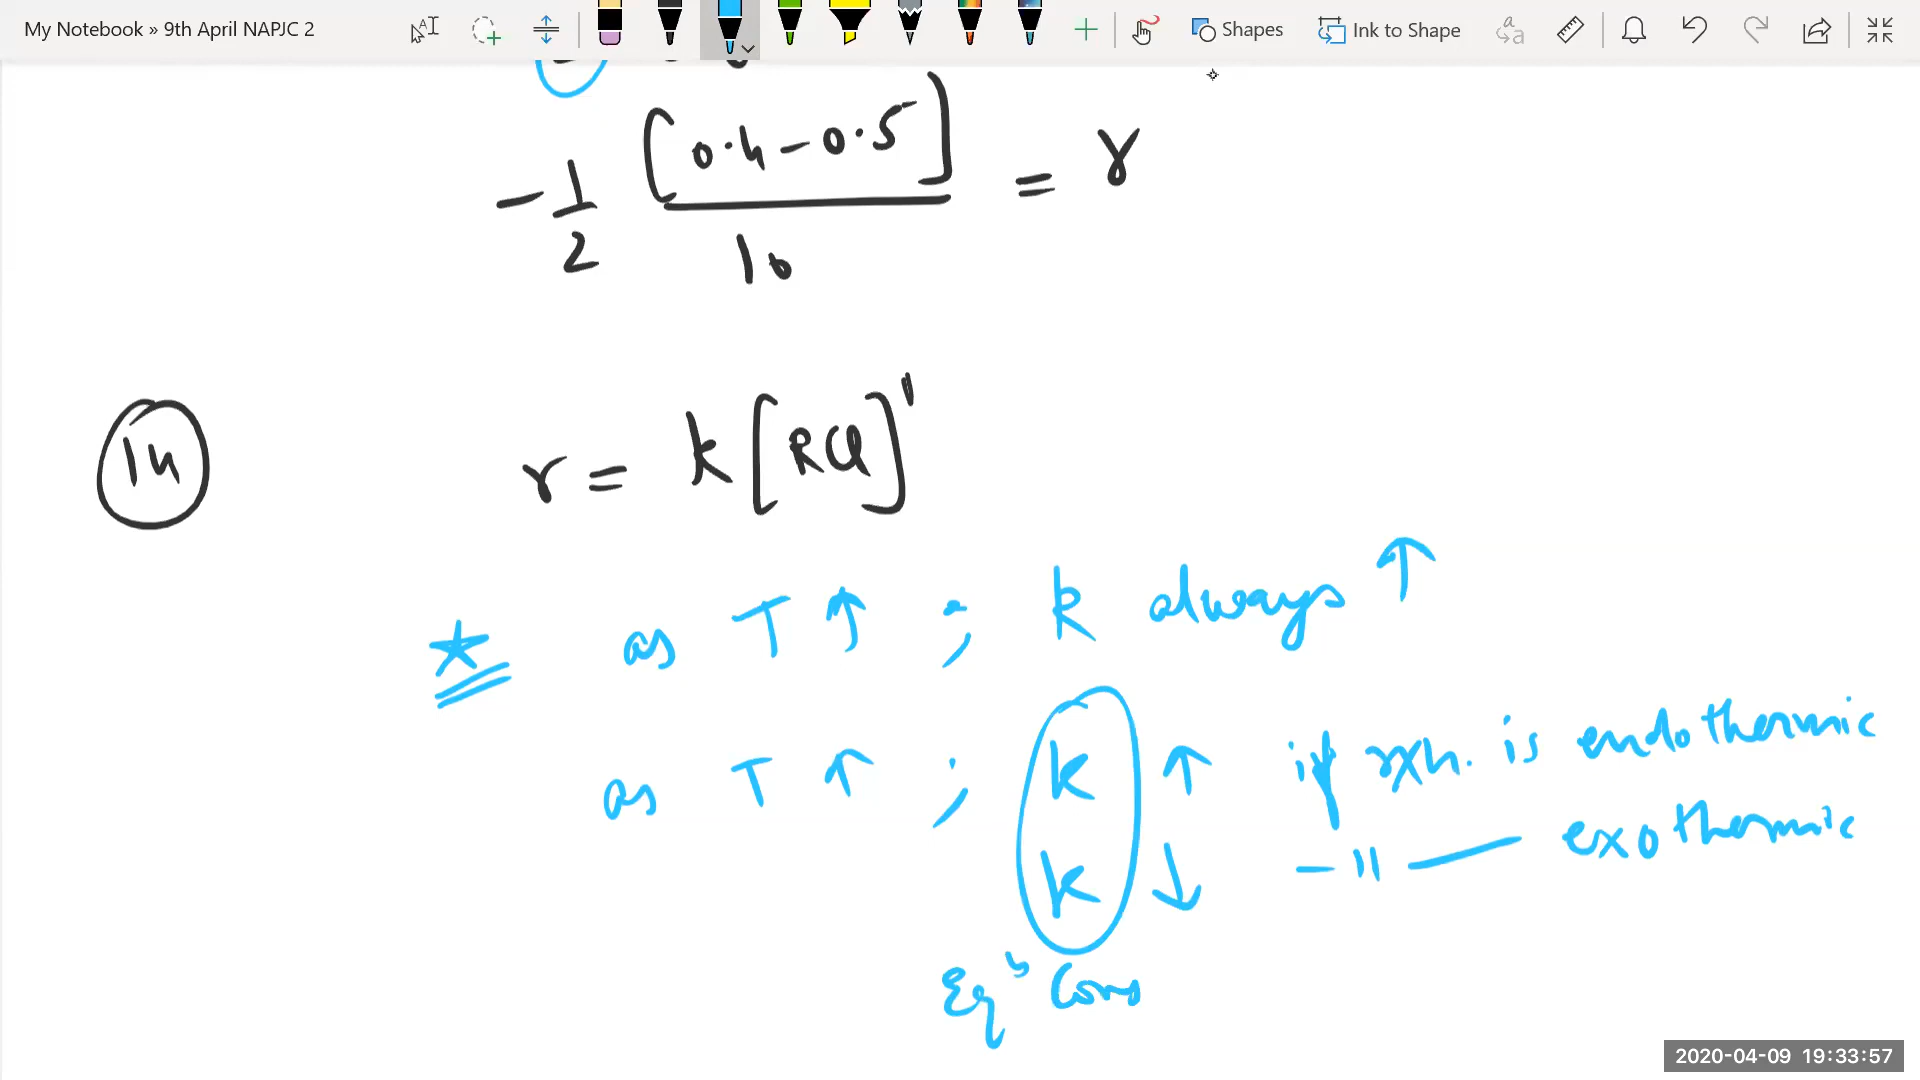 My Notebook » 9th April NAPJC 2
Shapes
Ink to Shape
-1/2 [0.4-0.5]/10 = r
14
r = k[RCl]^1
★ as T ↑ ; k always ↑
as T ↑ ; K ↑ if rxn. is endothermic
K ↓ -"— exothermic
Eq^n Cons
2020-04-09 19:33:57